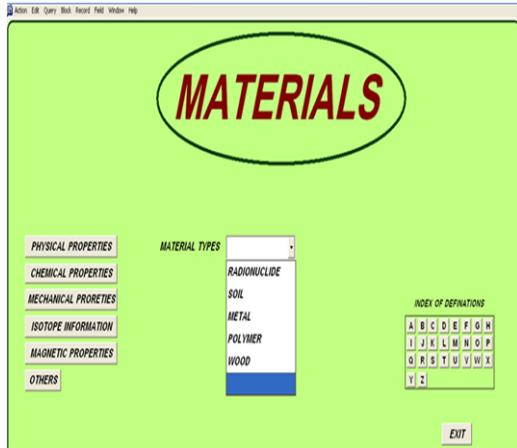 Action Edit Query Block Record Field Window Help
MATERIALS
PHYSICAL PROPERTIES
CHEMICAL PROPERTIES
MECHANICAL PRORETIES
ISOTOPE INFORMATION
MAGNETIC PROPERTIES
OTHERS
MATERIAL TYPES
RADIONUCLIDE
SOIL
METAL
POLYMER
WOOD
INDEX OF DEFINATIONS
A B C D E F G H
I J K L M N O P
Q R S T U V W X
Y Z
EXIT